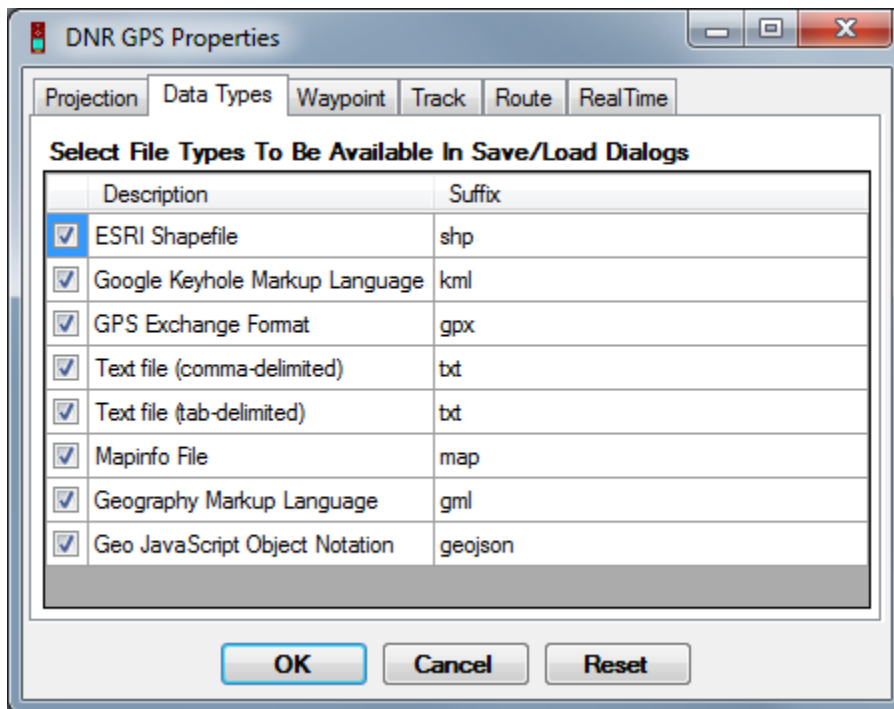 DNR GPS Properties
Projection Data Types Waypoint Track Route RealTime
Select File Types To Be Available In Save/Load Dialogs
Description Suffix
ESRI Shapefile shp
Google Keyhole Markup Language kml
GPS Exchange Format gpx
Text file (comma-delimited) txt
Text file (tab-delimited) txt
Mapinfo File map
Geography Markup Language gml
Geo JavaScript Object Notation geojson
OK Cancel Reset